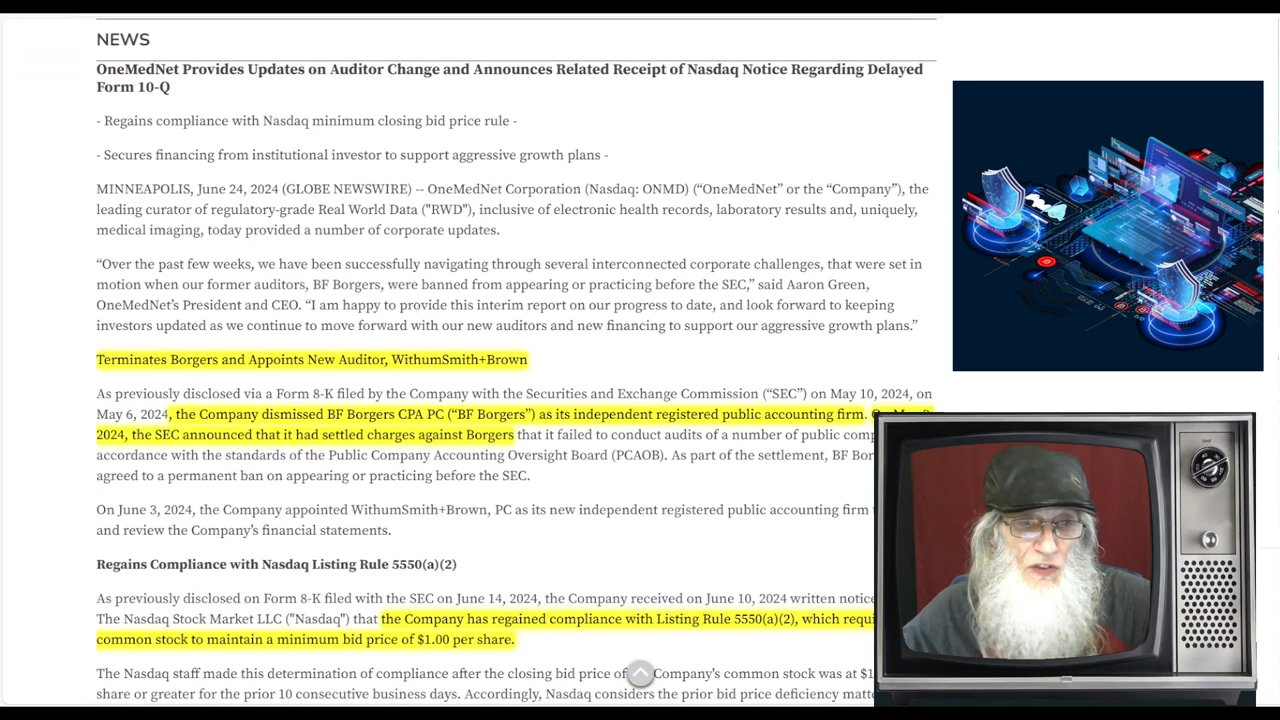 NEWS
OneMedNet Provides Updates on Auditor Change and Announces Related Receipt of Nasdaq Notice Regarding Delayed
Form 10-Q
- Regains compliance with Nasdaq minimum closing bid price rule -
- Secures financing from institutional investor to support aggressive growth plans -
MINNEAPOLIS, June 24, 2024 (GLOBE NEWSWIRE) -- OneMedNet Corporation (Nasdaq: ONMD) (“OneMedNet” or the “Company”), the
leading curator of regulatory-grade Real World Data ("RWD"), inclusive of electronic health records, laboratory results and, uniquely,
medical imaging, today provided a number of corporate updates.
“Over the past few weeks, we have been successfully navigating through several interconnected corporate challenges, that were set in
motion when our former auditors, BF Borgers, were banned from appearing or practicing before the SEC,” said Aaron Green,
OneMedNet’s President and CEO. “I am happy to provide this interim report on our progress to date, and look forward to keeping
investors updated as we continue to move forward with our new auditors and new financing to support our aggressive growth plans.”
Terminates Borgers and Appoints New Auditor, WithumSmith+Brown
As previously disclosed via a Form 8-K filed by the Company with the Securities and Exchange Commission (“SEC”) on May 10, 2024, on
May 6, 2024, the Company dismissed BF Borgers CPA PC (“BF Borgers”) as its independent registered public accounting firm.
2024, the SEC announced that it had settled charges against Borgers that it failed to conduct audits of a number of public
accordance with the standards of the Public Company Accounting Oversight Board (PCAOB). As part of the settlement, BF
agreed to a permanent ban on appearing or practicing before the SEC.
On June 3, 2024, the Company appointed WithumSmith+Brown, PC as its new independent registered public accounting firm
and review the Company’s financial statements.
Regains Compliance with Nasdaq Listing Rule 5550(a)(2)
As previously disclosed on Form 8-K filed with the SEC on June 14, 2024, the Company received on June 10, 2024 written
The Nasdaq Stock Market LLC ("Nasdaq") that the Company has regained compliance with Listing Rule 5550(a)(2), which
common stock to maintain a minimum bid price of $1.00 per share.
The Nasdaq staff made this determination of compliance after the closing bid price of Company's common stock was at
share or greater for the prior 10 consecutive business days. Accordingly, Nasdaq considers the prior bid price deficiency